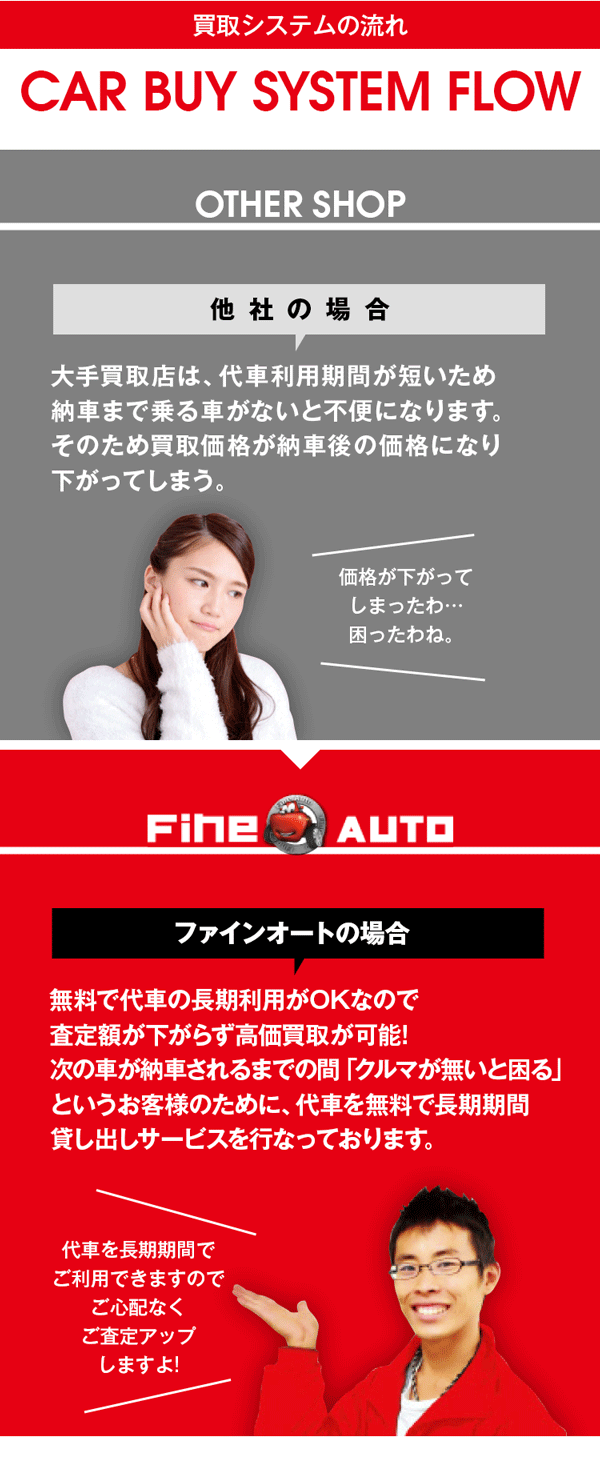 買取システムの流れ
CAR BUY SYSTEM FLOW
OTHER SHOP
他社の場合
大手買取店は、代車利用期間が短いため
納車まで乗る車がないと不便になります。
そのため買取価格が納車後の価格になり
下がってしまう。
価格が下がって
しまったわ…
困ったわね。
Fine AUTO
ファインオートの場合
無料で代車の長期利用がOKなので
査定額が下がらず高価買取が可能!
次の車が納車されるまでの間「クルマが無いと困る」
というお客様のために、代車を無料で長期期間
貸し出しサービスを行なっております。
代車を長期期間で
ご利用できますので
ご心配なく
ご査定アップ
しますよ!